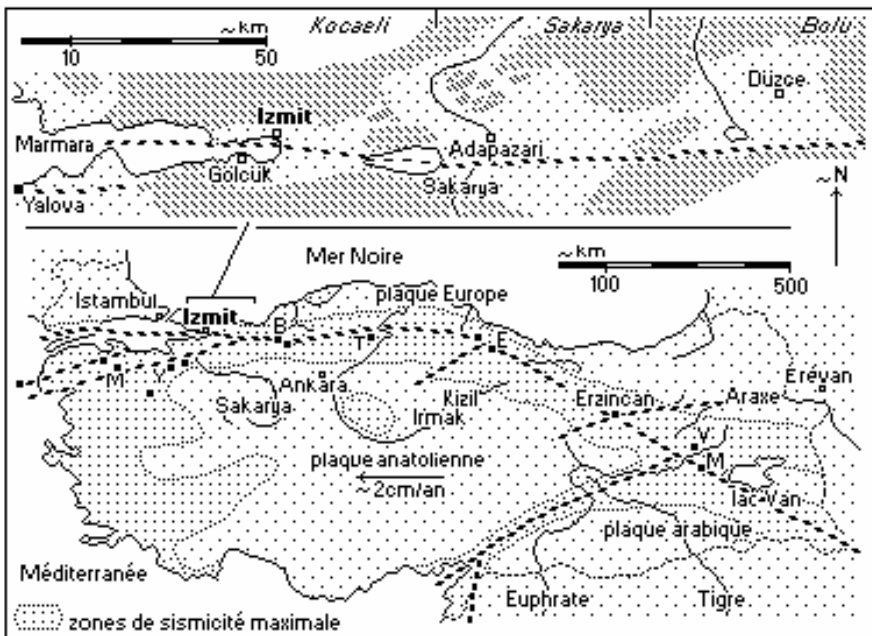 ~km
10 50
Kocaeli Sakarya Bolu
Düzce
Izmit
Marmara
Adapazari
Gölcük
Sakarya
Yalova
~N
~km
100 500
Mer Noire
Istambul
plaque Europe
Izmit
B
T
E
M
Y
Ankara
Sakarya
Kizil
Irmak
Erzincan
Araxe
Erévan
V
M
plaque anatolienne
~2cm/an
lac Van
plaque arabique
Méditerranée
Euphrate Tigre
zones de sismicité maximale